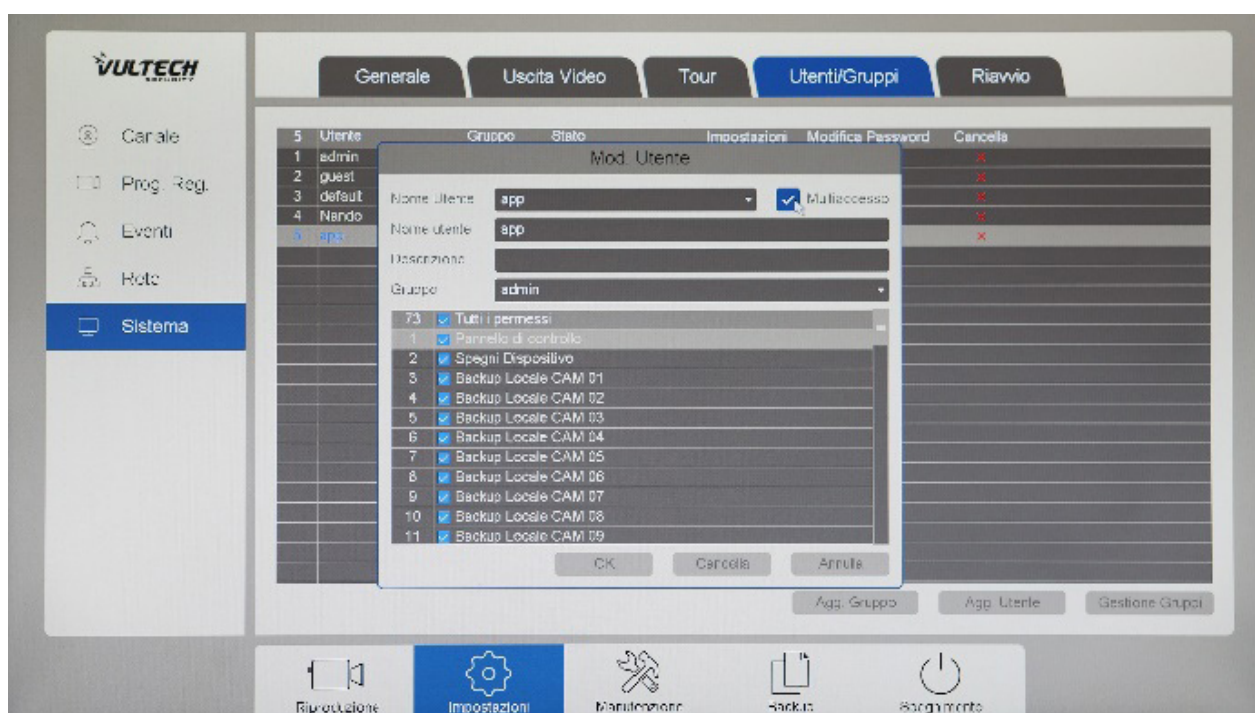 VULTECH
SECURITY
Generale Uscita Video Tour Utenti/Gruppi Riavvio
Canale
Prog. Reg.
Eventi
Rete
Sistema
5 Utente Gruppo Stato Impostazioni Modifica Password Cancella
1 admin
2 guest
3 default
4 Nando
5 app
Mod. Utente
Nome Utente app Multiaccesso
Nome utente app
Descrizione
Gruppo admin
73 Tutti i permessi
1 Pannello di controllo
2 Spegni Dispositivo
3 Backup Locale CAM 01
4 Backup Locale CAM 02
5 Backup Locale CAM 03
6 Backup Locale CAM 04
7 Backup Locale CAM 05
8 Backup Locale CAM 06
9 Backup Locale CAM 07
10 Backup Locale CAM 08
11 Backup Locale CAM 09
OK Cancella Annulla
Agg. Gruppo Agg. Utente Gestione Gruppi
Riproduzione Impostazioni Manutenzione Backup Spegnimento